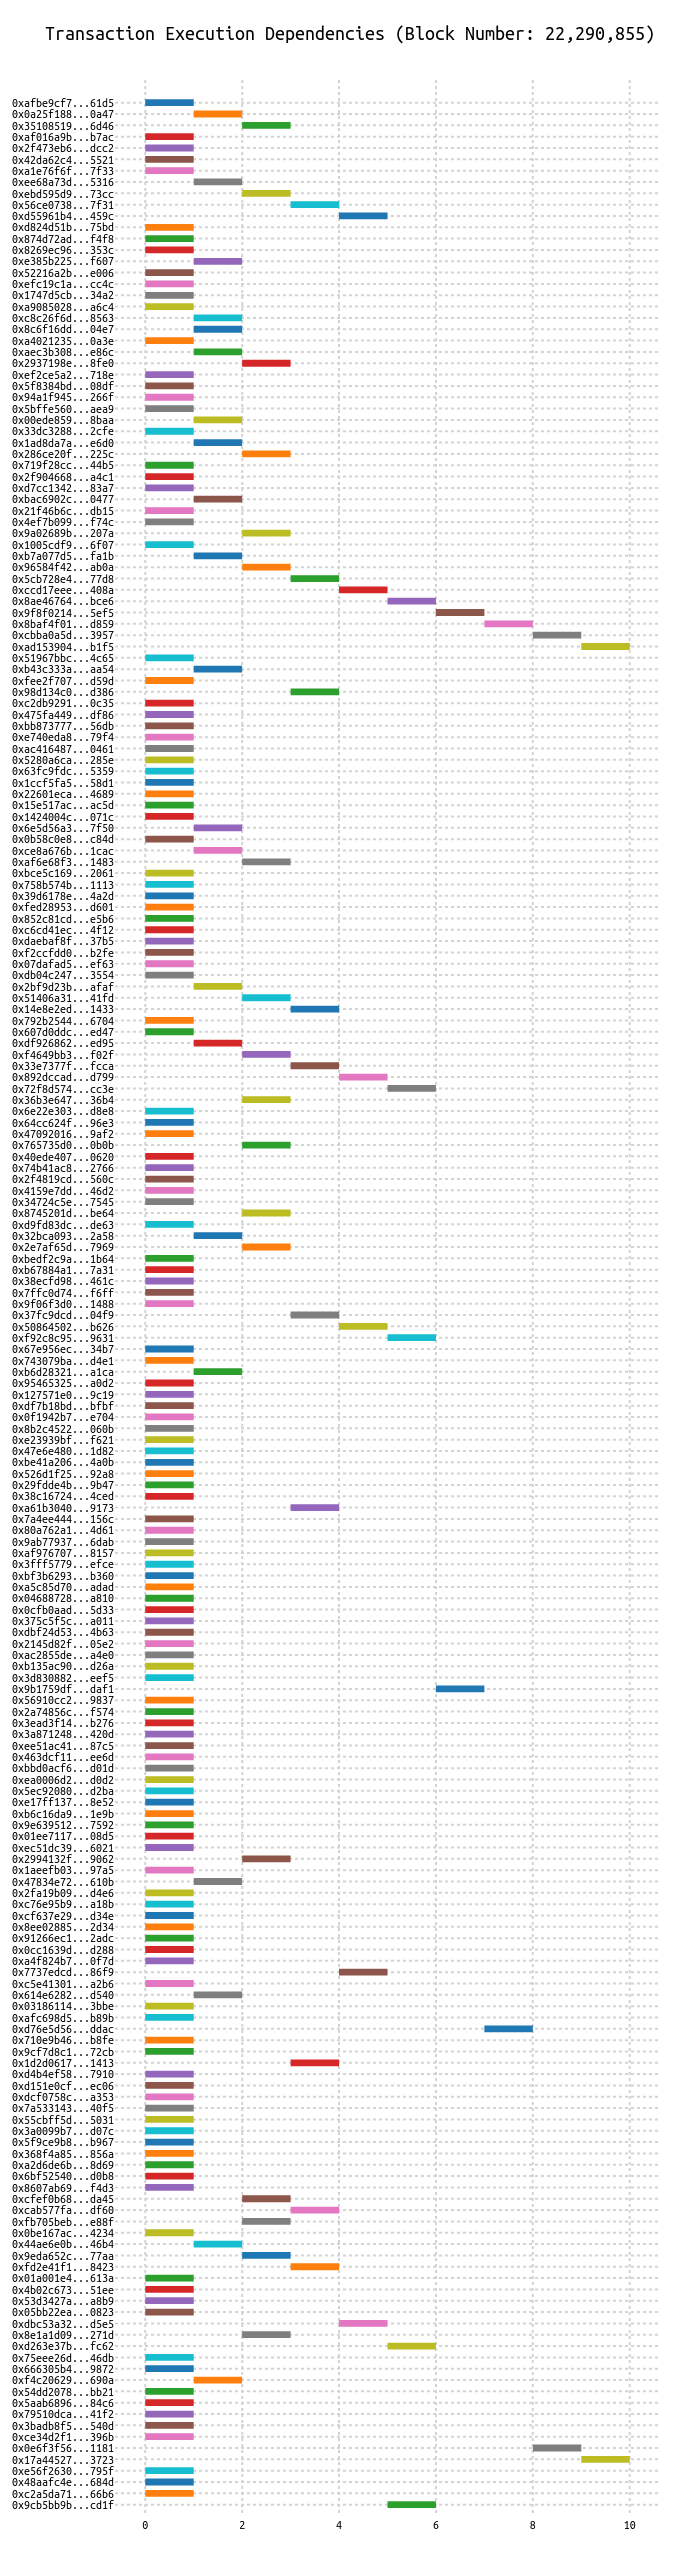 Transaction Execution Dependencies (Block Number: 22,290,855)
0xafbe9cf7...61d5
0x0a25f188...0a47
0x35108519...6d46
0xaf016a9b...b7ac
0x2f473eb6...dcc2
0x42da62c4...5521
0xa1e76f6f...7f33
0xee68a73d...5316
0xebd595d9...73cc
0x56ce0738...7f31
0xd55961b4...459c
0xd824d51b...75bd
0x874d72ad...f4f8
0x8269ec96...353c
0xe385b225...f607
0x52216a2b...e006
0xefc19c1a...cc4c
0x1747d5cb...34a2
0xa9085028...a6c4
0xc8c26f6d...8563
0x8c6f16dd...04e7
0xa4021235...0a3e
0xaec3b308...e86c
0x2937198e...8fe0
0xef2ce5a2...718e
0x5f8384bd...08df
0x94a1f945...266f
0x5bffe560...aea9
0x00ede859...8baa
0x33dc3288...2cfe
0x1ad8da7a...e6d0
0x286ce20f...225c
0x719f28cc...44b5
0x2f904668...a4c1
0xd7cc1342...83a7
0xbac6902c...0477
0x21f46b6c...db15
0x4ef7b099...f74c
0x9a02689b...207a
0x1005cdf9...6f07
0xb7a077d5...fa1b
0x96584f42...ab0a
0x5cb728e4...77d8
0xccd17eee...408a
0x8ae46764...bce6
0x9f8f0214...5ef5
0x8baf4f01...d859
0xcbba0a5d...3957
0xad153904...b1f5
0x51967bbc...4c65
0xb43c333a...aa54
0xfee2f707...d59d
0x98d134c0...d386
0xc2db9291...0c35
0x475fa449...df86
0xbb873777...56db
0xe740eda8...79f4
0xac416487...0461
0x5280a6ca...285e
0x63fc9fdc...5359
0x1ccf5fa5...58d1
0x22601eca...4689
0x15e517ac...ac5d
0x1424004c...071c
0x6e5d56a3...7f50
0x0b58c0e8...c84d
0xce8a676b...1cac
0xaf6e68f3...1483
0xbce5c169...2061
0x758b574b...1113
0x39d6178e...4a2d
0xfed28953...d601
0x852c81cd...e5b6
0xc6cd41ec...4f12
0xdaebaf8f...37b5
0xf2ccfdd0...b2fe
0x07dafad5...ef63
0xdb04c247...3554
0x2bf9d23b...afaf
0x51406a31...41fd
0x14e8e2ed...1433
0x792b2544...6704
0x607d0ddc...ed47
0xdf926862...ed95
0xf4649bb3...f02f
0x33e7377f...fcca
0x892dccad...d799
0x72f8d574...cc3e
0x36b3e647...36b4
0x6e22e303...d8e8
0x64cc624f...96e3
0x47092016...9af2
0x765735d0...0b0b
0x40ede407...0620
0x74b41ac8...2766
0x2f4819cd...560c
0x4159e7dd...46d2
0x34724c5e...7545
0x8745201d...be64
0xd9fd83dc...de63
0x32bca093...2a58
0x2e7af65d...7969
0xbedf2c9a...1b64
0xb67884a1...7a31
0x38ecfd98...461c
0x7ffc0d74...f6ff
0x9f06f3d0...1488
0x37fc9dcd...04f9
0x50864502...b626
0xf92c8c95...9631
0x67e956ec...34b7
0x743079ba...d4e1
0xb6d28321...a1ca
0x95465325...a0d2
0x127571e0...9c19
0xdf7b18bd...bfbf
0x0f1942b7...e704
0x8b2c4522...060b
0xe23939bf...f621
0x47e6e480...1d82
0xbe41a206...4a0b
0x526d1f25...92a8
0x29fdde4b...9b47
0x38c16724...4ced
0xa61b3040...9173
0x7a4ee444...156c
0x80a762a1...4d61
0x9ab77937...6dab
0xaf976707...8157
0x3fff5779...efce
0xbf3b6293...b360
0xa5c85d70...adad
0x04688728...a810
0x0cfb0aad...5d33
0x375c5f5c...a011
0xdbf24d53...4b63
0x2145d82f...05e2
0xac2855de...a4e0
0xb135ac90...d26a
0x3d830882...eef5
0x9b1759df...daf1
0x56910cc2...9837
0x2a74856c...f574
0x3ead3f14...b276
0x3a871248...420d
0xee51ac41...87c5
0x463dcf11...ee6d
0xbbd0acf6...d01d
0xea0006d2...d0d2
0x5ec92080...d2ba
0xe17ff137...8e52
0xb6c16da9...1e9b
0x9e639512...7592
0x01ee7117...08d5
0xec51dc39...6021
0x2994132f...9062
0x1aeefb03...97a5
0x47834e72...610b
0x2fa19b09...d4e6
0xc76e95b9...a18b
0xcf637e29...d34e
0x8ee02885...2d34
0x91266ec1...2adc
0x0cc1639d...d288
0xa4f824b7...0f7d
0x7737edcd...86f9
0xc5e41301...a2b6
0x614e6282...d540
0x03186114...3bbe
0xafc698d5...b89b
0xd76e5d56...ddac
0x710e9b46...b8fe
0x9cf7d8c1...72cb
0x1d2d0617...1413
0xd4b4ef58...7910
0xd151e0cf...ec06
0xdcf0758c...a353
0x7a533143...40f5
0x55cbff5d...5031
0x3a0099b7...d07c
0x5f9ce9b8...b967
0x368f4a85...856a
0xa2d6de6b...8d69
0x6bf52540...d0b8
0x8607ab69...f4d3
0xcfef0b68...da45
0xcab577fa...df60
0xfb705beb...e88f
0x0be167ac...4234
0x44ae6e0b...46b4
0x9eda652c...77aa
0xfd2e41f1...8423
0x01a001e4...613a
0x4b02c673...51ee
0x53d3427a...a8b9
0x05bb22ea...0823
0xdbc53a32...d5e5
0x8e1a1d09...271d
0xd263e37b...fc62
0x75eee26d...46db
0x666305b4...9872
0xf4c20629...690a
0x54dd2078...bb21
0x5aab6896...84c6
0x79510dca...41f2
0x3badb8f5...540d
0xce34d2f1...396b
0x0e6f3f56...1181
0x17a44527...3723
0xe56f2630...795f
0x48aafc4e...684d
0xc2a5da71...66b6
0x9cb5bb9b...cd1f
0 2 4 6 8 10